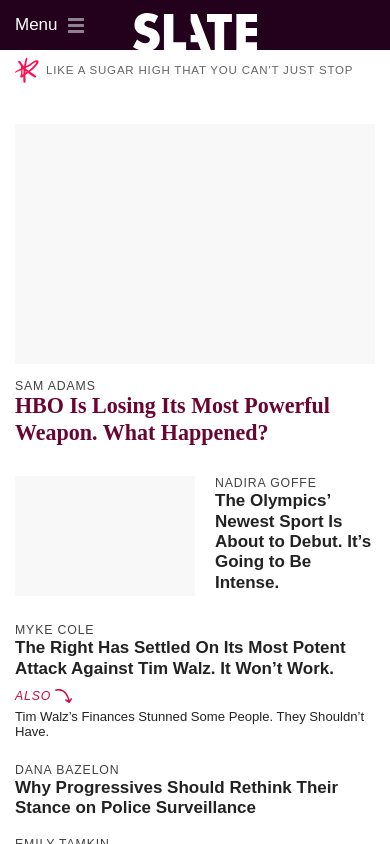 Menu
SLATE
LIKE A SUGAR HIGH THAT YOU CAN'T JUST STOP
SAM ADAMS
HBO Is Losing Its Most Powerful
Weapon. What Happened?
NADIRA GOFFE
The Olympics’
Newest Sport Is
About to Debut. It’s
Going to Be
Intense.
MYKE COLE
The Right Has Settled On Its Most Potent
Attack Against Tim Walz. It Won’t Work.
ALSO
Tim Walz’s Finances Stunned Some People. They Shouldn’t
Have.
DANA BAZELON
Why Progressives Should Rethink Their
Stance on Police Surveillance
EMILY TAMKIN